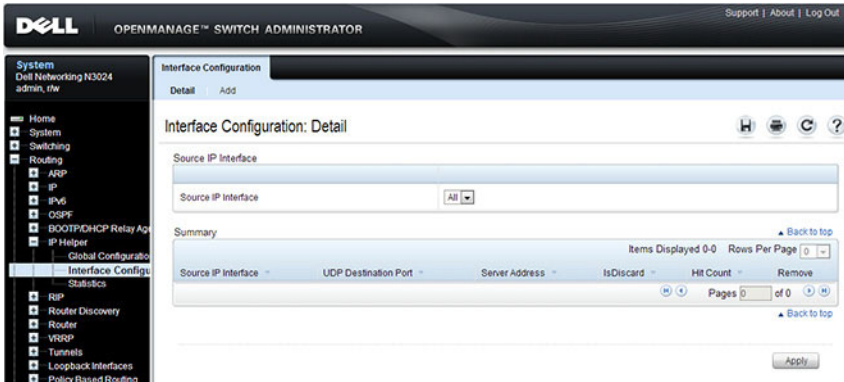 Support | About | Log Out
DELL OPENMANAGE™ SWITCH ADMINISTRATOR
System
Dell Networking N3024
admin, r/w
Home
System
Switching
Routing
ARP
IP
IPv6
OSPF
BOOTP/DHCP Relay Age
IP Helper
Global Configuratio
Interface Configu
Statistics
RIP
Router Discovery
Router
VRRP
Tunnels
Loopback Interfaces
Policy Based Routing
Interface Configuration
Detail Add
Interface Configuration: Detail
?
Source IP Interface
Source IP Interface All
Summary Back to top
Items Displayed 0-0 Rows Per Page 0
Source IP Interface UDP Destination Port Server Address IsDiscard Hit Count Remove
Pages 0 of 0
Back to top
Apply